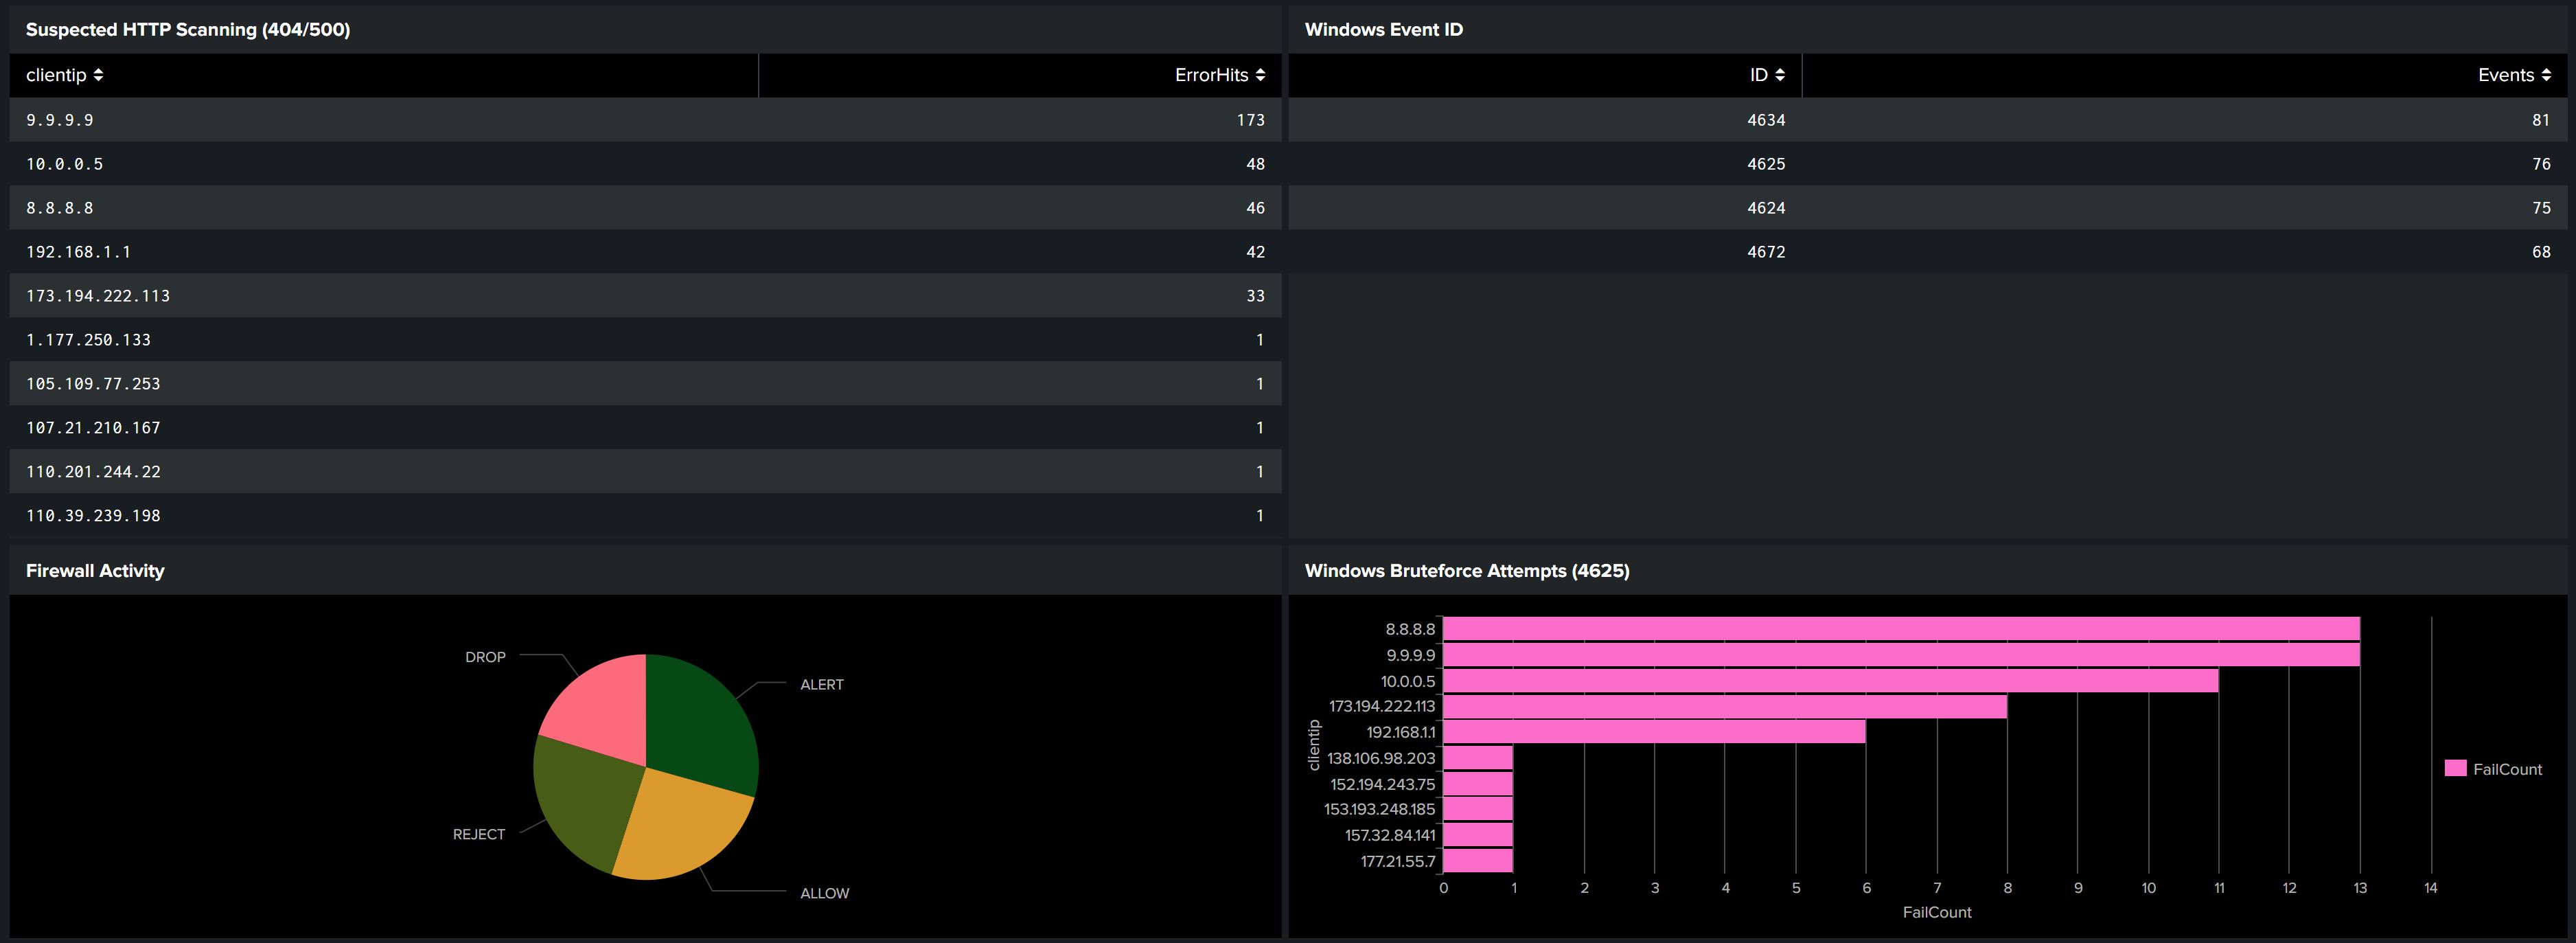 Suspected HTTP Scanning (404/500)
clientip ErrorHits
9.9.9.9 173
10.0.0.5 48
8.8.8.8 46
192.168.1.1 42
173.194.222.113 33
1.177.250.133 1
105.109.77.253 1
107.21.210.167 1
110.201.244.22 1
110.39.239.198 1
Windows Event ID
ID Events
4634 81
4625 76
4624 75
4672 68
Firewall Activity
DROP
ALERT
REJECT
ALLOW
Windows Bruteforce Attempts (4625)
clientip
8.8.8.8
9.9.9.9
10.0.0.5
173.194.222.113
192.168.1.1
138.106.98.203
152.194.243.75
153.193.248.185
157.32.84.141
177.21.55.7
0 1 2 3 4 5 6 7 8 9 10 11 12 13 14
FailCount
FailCount